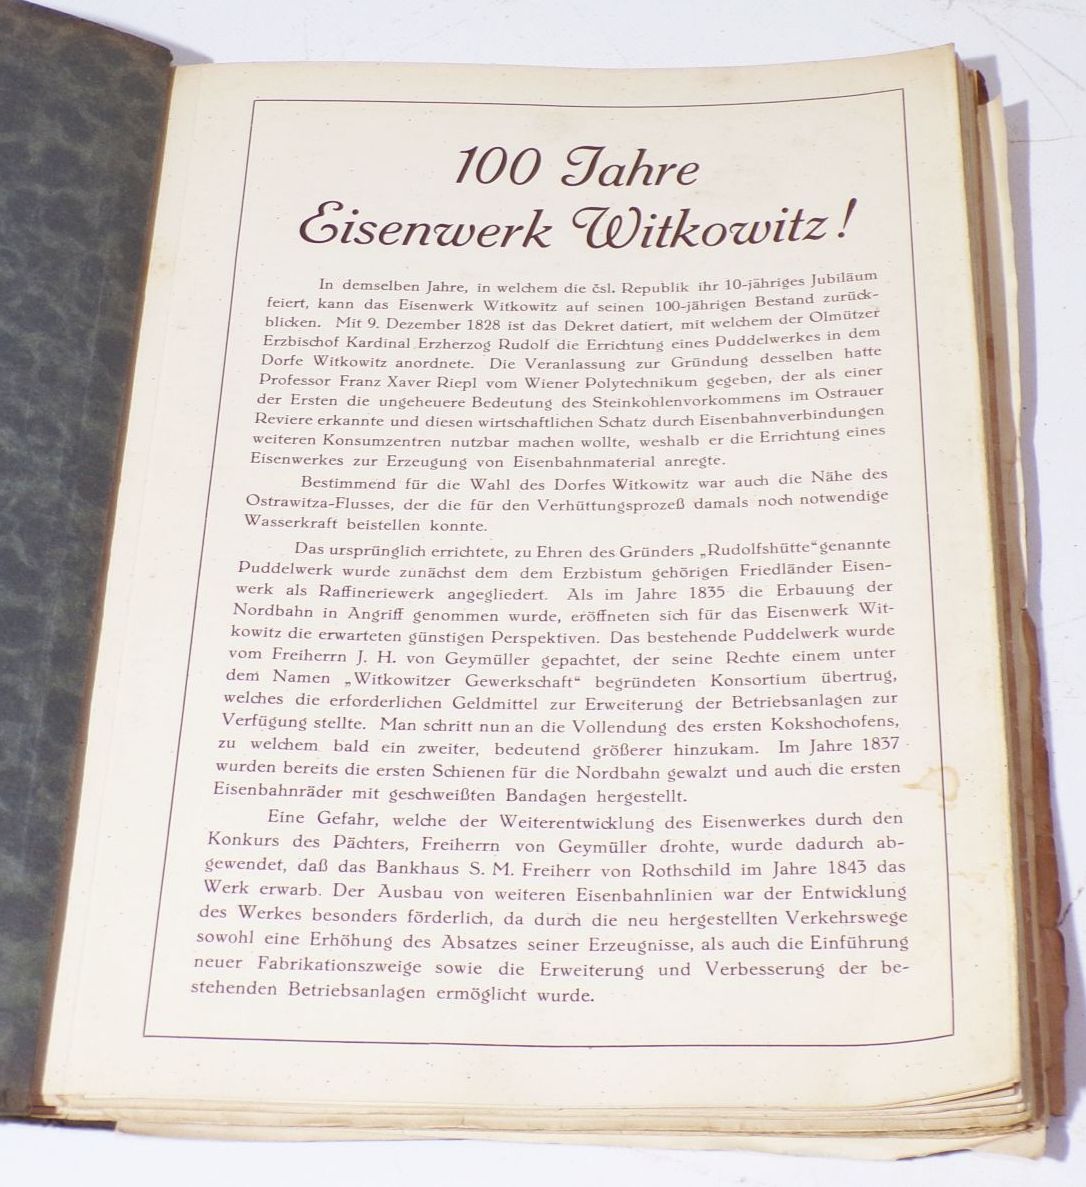 100 Jahre
Eisenwerk Witkowitz!
In demselben Jahre, in welchem die čsl. Republik ihr 10-jähriges Jubiläum
feiert, kann das Eisenwerk Witkowitz auf seinen 100-jährigen Bestand zurück-
blicken. Mit 9. Dezember 1828 ist das Dekret datiert, mit welchem der Olmützer
Erzbischof Kardinal Erzherzog Rudolf die Errichtung eines Puddelwerkes in dem
Dorfe Witkowitz anordnete. Die Veranlassung zur Gründung desselben hatte
Professor Franz Xaver Riepl vom Wiener Polytechnikum gegeben, der als einer
der Ersten die ungeheuere Bedeutung des Steinkohlenvorkommens im Ostrauer
Reviere erkannte und diesen wirtschaftlichen Schatz durch Eisenbahnverbindungen
weiteren Konsumzentren nutzbar machen wollte, weshalb er die Errichtung eines
Eisenwerkes zur Erzeugung von Eisenbahnmaterial anregte.
Bestimmend für die Wahl des Dorfes Witkowitz war auch die Nähe des
Ostrawitza-Flusses, der die für den Verhüttungsprozeß damals noch notwendige
Wasserkraft beistellen konnte.
Das ursprünglich errichtete, zu Ehren des Gründers „Rudolfshütte“ genannte
Puddelwerk wurde zunächst dem dem Erzbistum gehörigen Friedländer Eisen-
werk als Raffineriewerk angegliedert. Als im Jahre 1835 die Erbauung der
Nordbahn in Angriff genommen wurde, eröffneten sich für das Eisenwerk Wit-
kowitz die erwarteten günstigen Perspektiven. Das bestehende Puddelwerk wurde
vom Freiherrn J. H. von Geymüller gepachtet, der seine Rechte einem unter
dem Namen „Witkowitzer Gewerkschaft“ begründeten Konsortium übertrug,
welches die erforderlichen Geldmittel zur Erweiterung der Betriebsanlagen zur
Verfügung stellte. Man schritt nun an die Vollendung des ersten Kokshochofens,
zu welchem bald ein zweiter, bedeutend größerer hinzukam. Im Jahre 1837
wurden bereits die ersten Schienen für die Nordbahn gewalzt und auch die ersten
Eisenbahnräder mit geschweißten Bandagen hergestellt.
Eine Gefahr, welche der Weiterentwicklung des Eisenwerkes durch den
Konkurs des Pächters, Freiherrn von Geymüller drohte, wurde dadurch ab-
gewendet, daß das Bankhaus S. M. Freiherr von Rothschild im Jahre 1843 das
Werk erwarb. Der Ausbau von weiteren Eisenbahnlinien war der Entwicklung
des Werkes besonders förderlich, da durch die neu hergestellten Verkehrswege
sowohl eine Erhöhung des Absatzes seiner Erzeugnisse, als auch die Einführung
neuer Fabrikationszweige sowie die Erweiterung und Verbesserung der be-
stehenden Betriebsanlagen ermöglicht wurde.